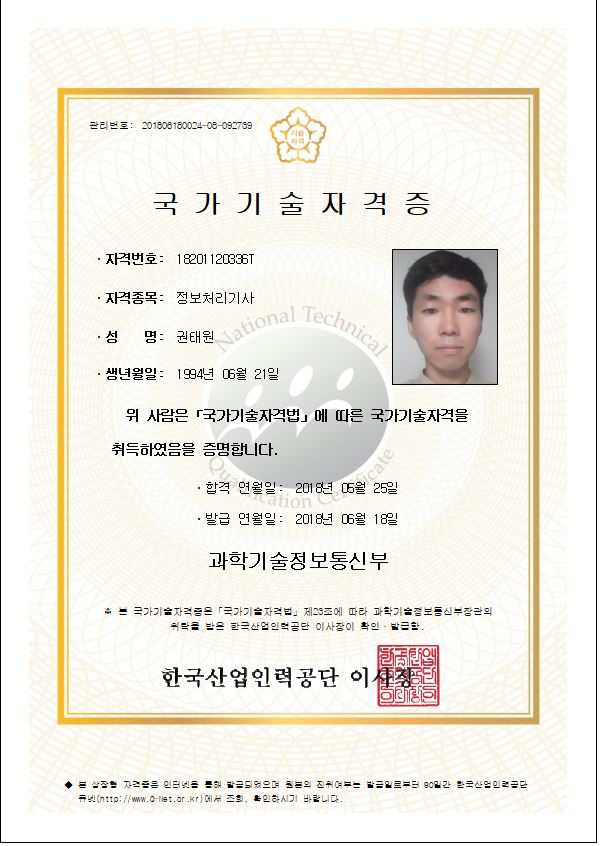 관리번호: 201806180024-08-092739
기술
자격
국가기술자격증
· 자격번호: 18201120336T
· 자격종목: 정보처리기사
· 성 명: 권태원
· 생년월일: 1994년 06월 21일
National Technical
Qualification Certificate
위 사람은 「국가기술자격법」에 따른 국가기술자격을
취득하였음을 증명합니다.
· 합격 연월일: 2018년 05월 25일
· 발급 연월일: 2018년 06월 18일
과학기술정보통신부
※ 본 국가기술자격증은 「국가기술자격법」 제23조에 따라 과학기술정보통신부장관의
위탁을 받은 한국산업인력공단 이사장이 확인·발급함.
한국산업인력공단 이사장
◆ 본 상장형 자격증은 인터넷을 통해 발급되었으며 원본의 진위여부는 발급일로부터 90일간 한국산업인력공단
큐넷(http://www.Q-Net.or.kr)에서 조회, 확인하시기 바랍니다.